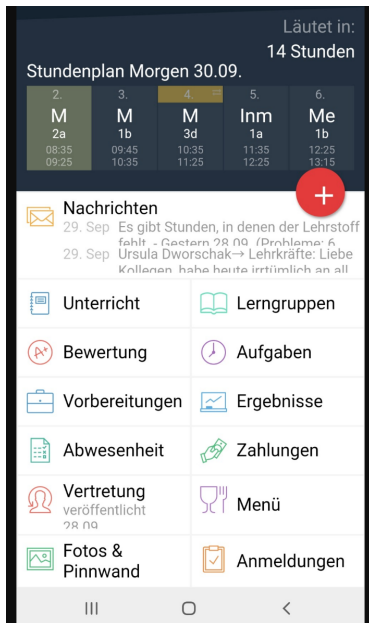 Läutet in:
14 Stunden
Stundenplan Morgen 30.09.
2. 3. 4. 5. 6.
M M M Inm Me
2a 1b 3d 1a 1b
08:35 09:45 10:35 11:35 12:25
09:25 10:35 11:25 12:25 13:15
+
Nachrichten
29. Sep Es gibt Stunden, in denen der Lehrstoff
fehlt. - Gestern 28.09. (Probleme: 6
29. Sep Ursula Dworschak→ Lehrkräfte: Liebe
Kollegen, habe heute irrtümlich an all
Unterricht Lerngruppen
A+
Bewertung Aufgaben
Vorbereitungen Ergebnisse
Abwesenheit Zahlungen
Vertretung
veröffentlicht
28.09.
Menü
Fotos &
Pinnwand
Anmeldungen